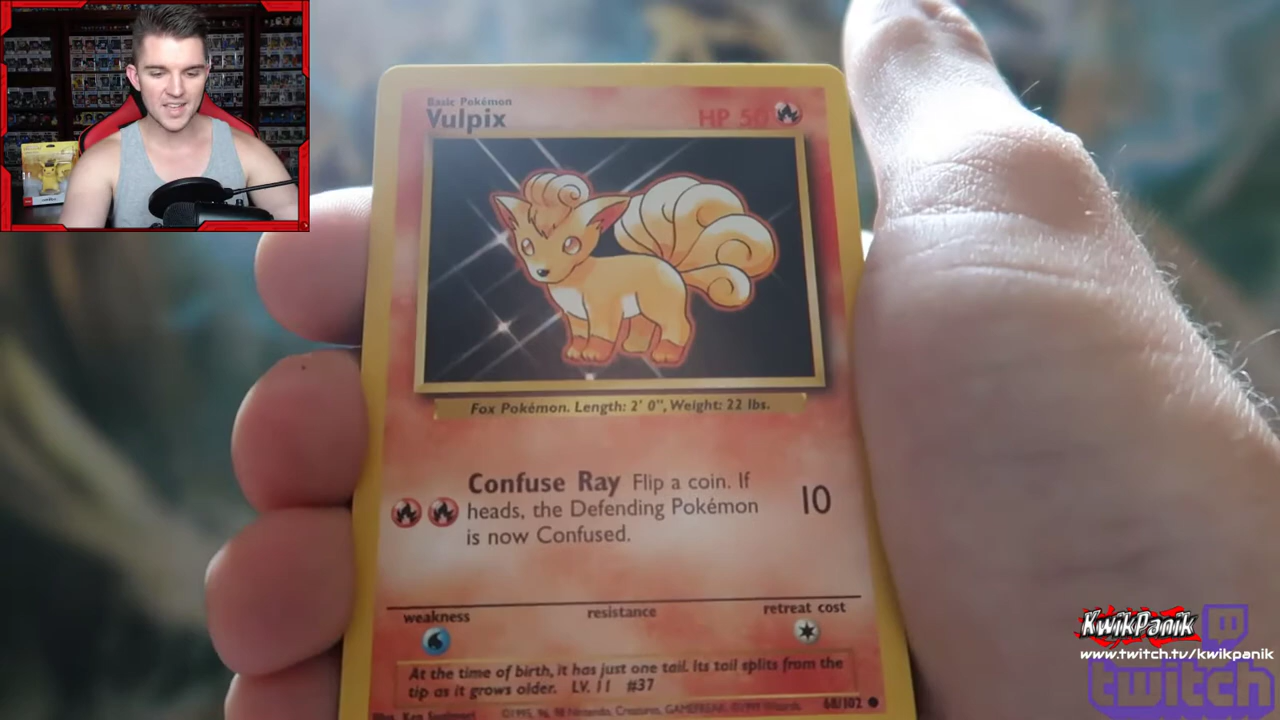 Basic Pokémon
Vulpix
HP 50
Fox Pokémon. Length: 2' 0", Weight: 22 lbs.
Confuse Ray Flip a coin. If
heads, the Defending Pokémon
is now Confused.
10
weakness
resistance
retreat cost
At the time of birth, it has just one tail. Its tail splits from the
tip as it grows older. LV. 11 #37
68/102
KwikPanik
www.twitch.tv/kwikpanik
twitch